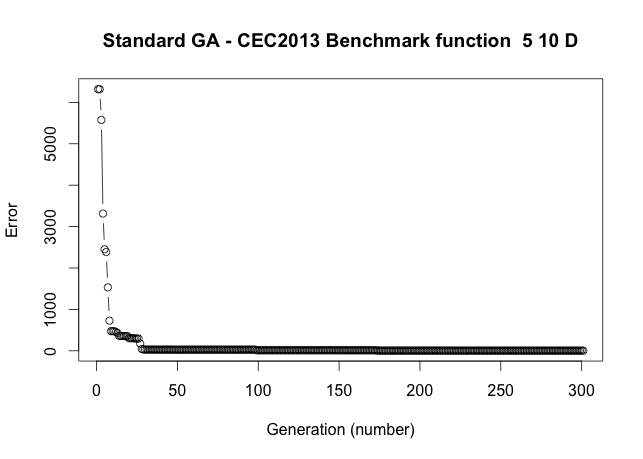 Standard GA - CEC2013 Benchmark function  5 10 D
Error
5000
3000
1000
0
0 50 100 150 200 250 300
Generation (number)